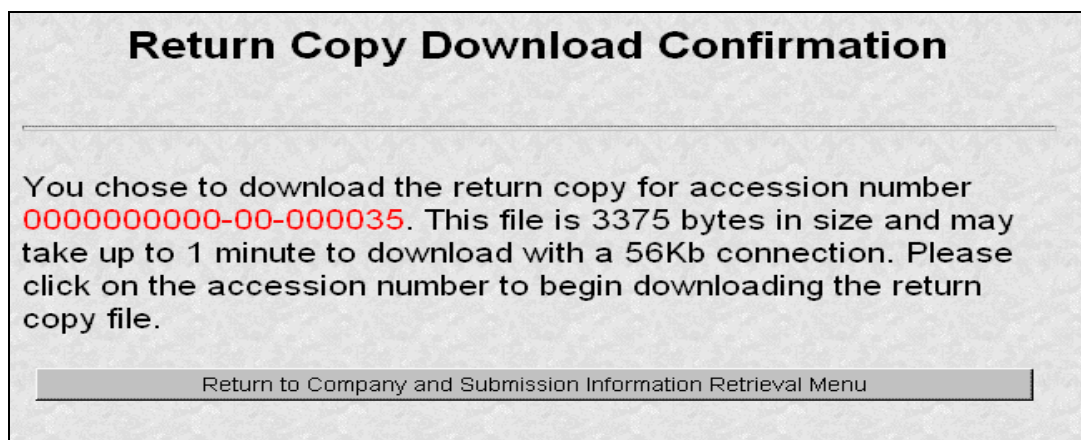 Return Copy Download Confirmation
You chose to download the return copy for accession number
0000000000-00-000035. This file is 3375 bytes in size and may
take up to 1 minute to download with a 56Kb connection. Please
click on the accession number to begin downloading the return
copy file.
Return to Company and Submission Information Retrieval Menu